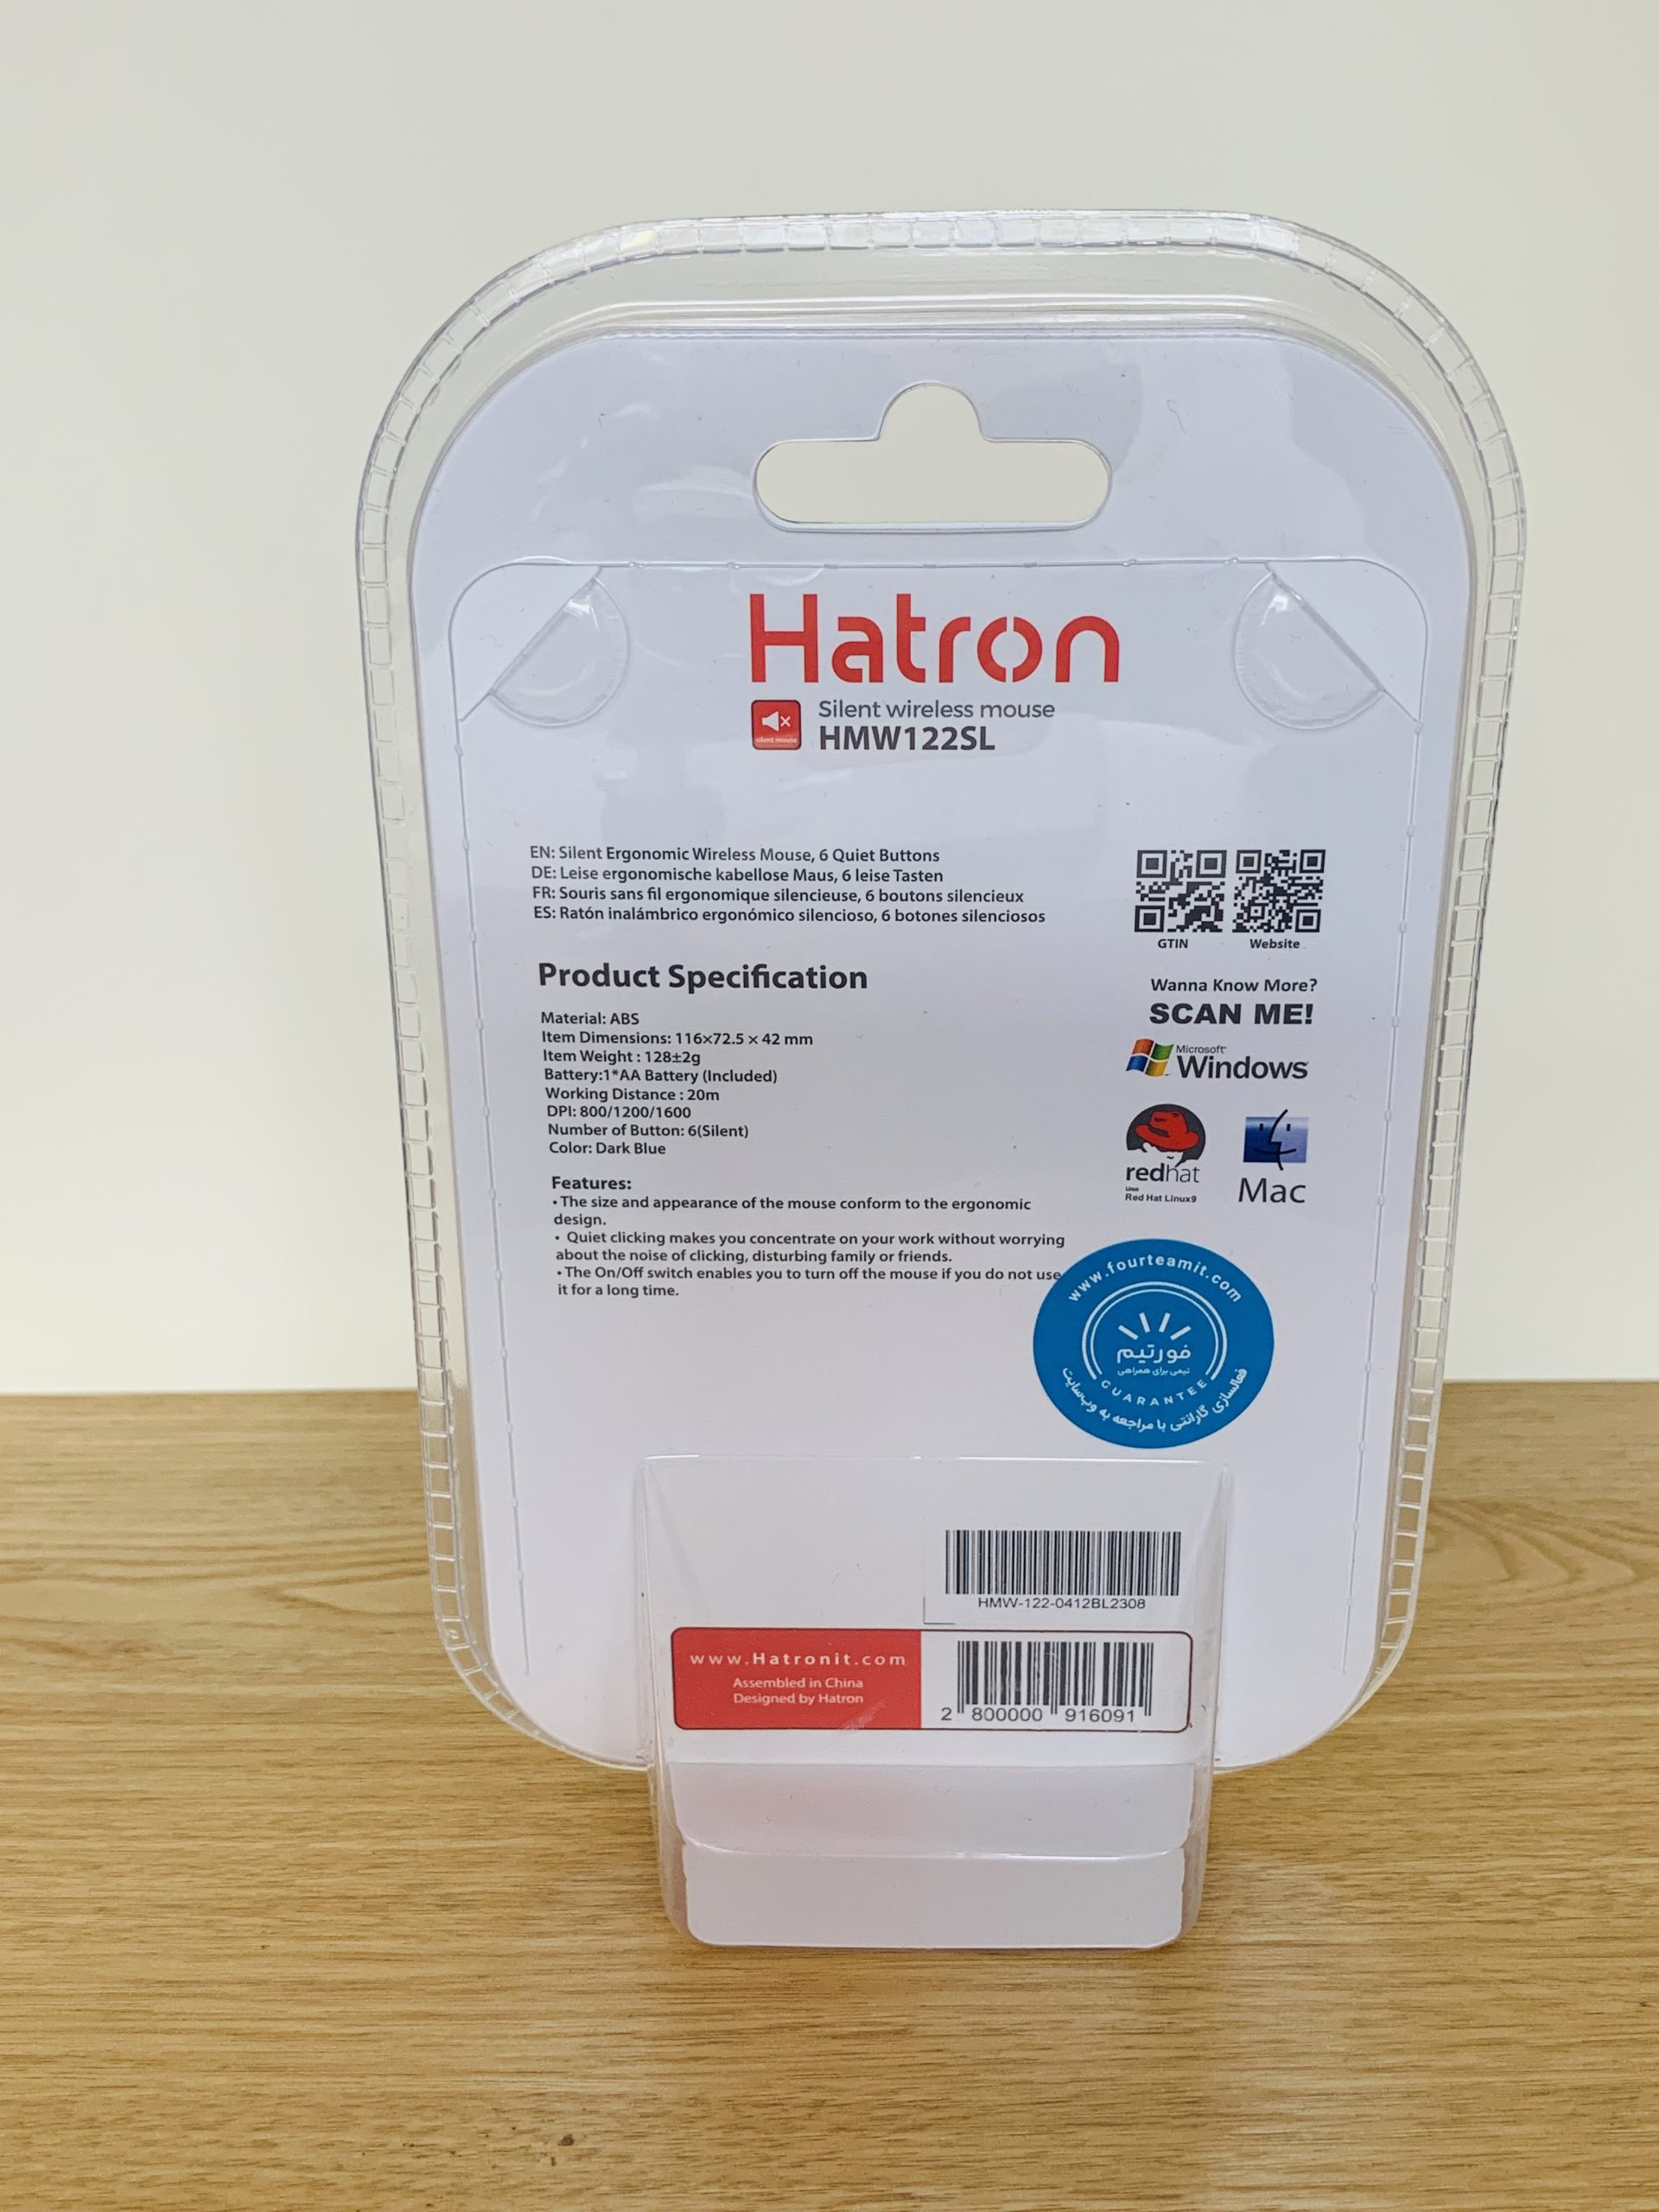 Hatron
silent mouse
Silent wireless mouse
HMW122SL
EN: Silent Ergonomic Wireless Mouse, 6 Quiet Buttons
DE: Leise ergonomische kabellose Maus, 6 leise Tasten
FR: Souris sans fil ergonomique silencieuse, 6 boutons silencieux
ES: Ratón inalámbrico ergonómico silencioso, 6 botones silenciosos
GTIN
Website
Product Specification
Material: ABS
Item Dimensions: 116×72.5 × 42 mm
Item Weight : 128±2g
Battery:1*AA Battery (Included)
Working Distance : 20m
DPI: 800/1200/1600
Number of Button: 6(Silent)
Color: Dark Blue
Wanna Know More?
SCAN ME!
Microsoft
Windows
redhat
Linux
Red Hat Linux9
Mac
Features:
• The size and appearance of the mouse conform to the ergonomic
design.
• Quiet clicking makes you concentrate on your work without worrying
about the noise of clicking, disturbing family or friends.
• The On/Off switch enables you to turn off the mouse if you do not use
it for a long time.
www.fourteamit.com
فورتیم
تیمی برای همراهی
GUARANTEE
فعالسازی گارانتی با مراجعه به وب‌سایت
HMW-122-0412BL2308
www.Hatronit.com
Assembled in China
Designed by Hatron
2 800000 916091